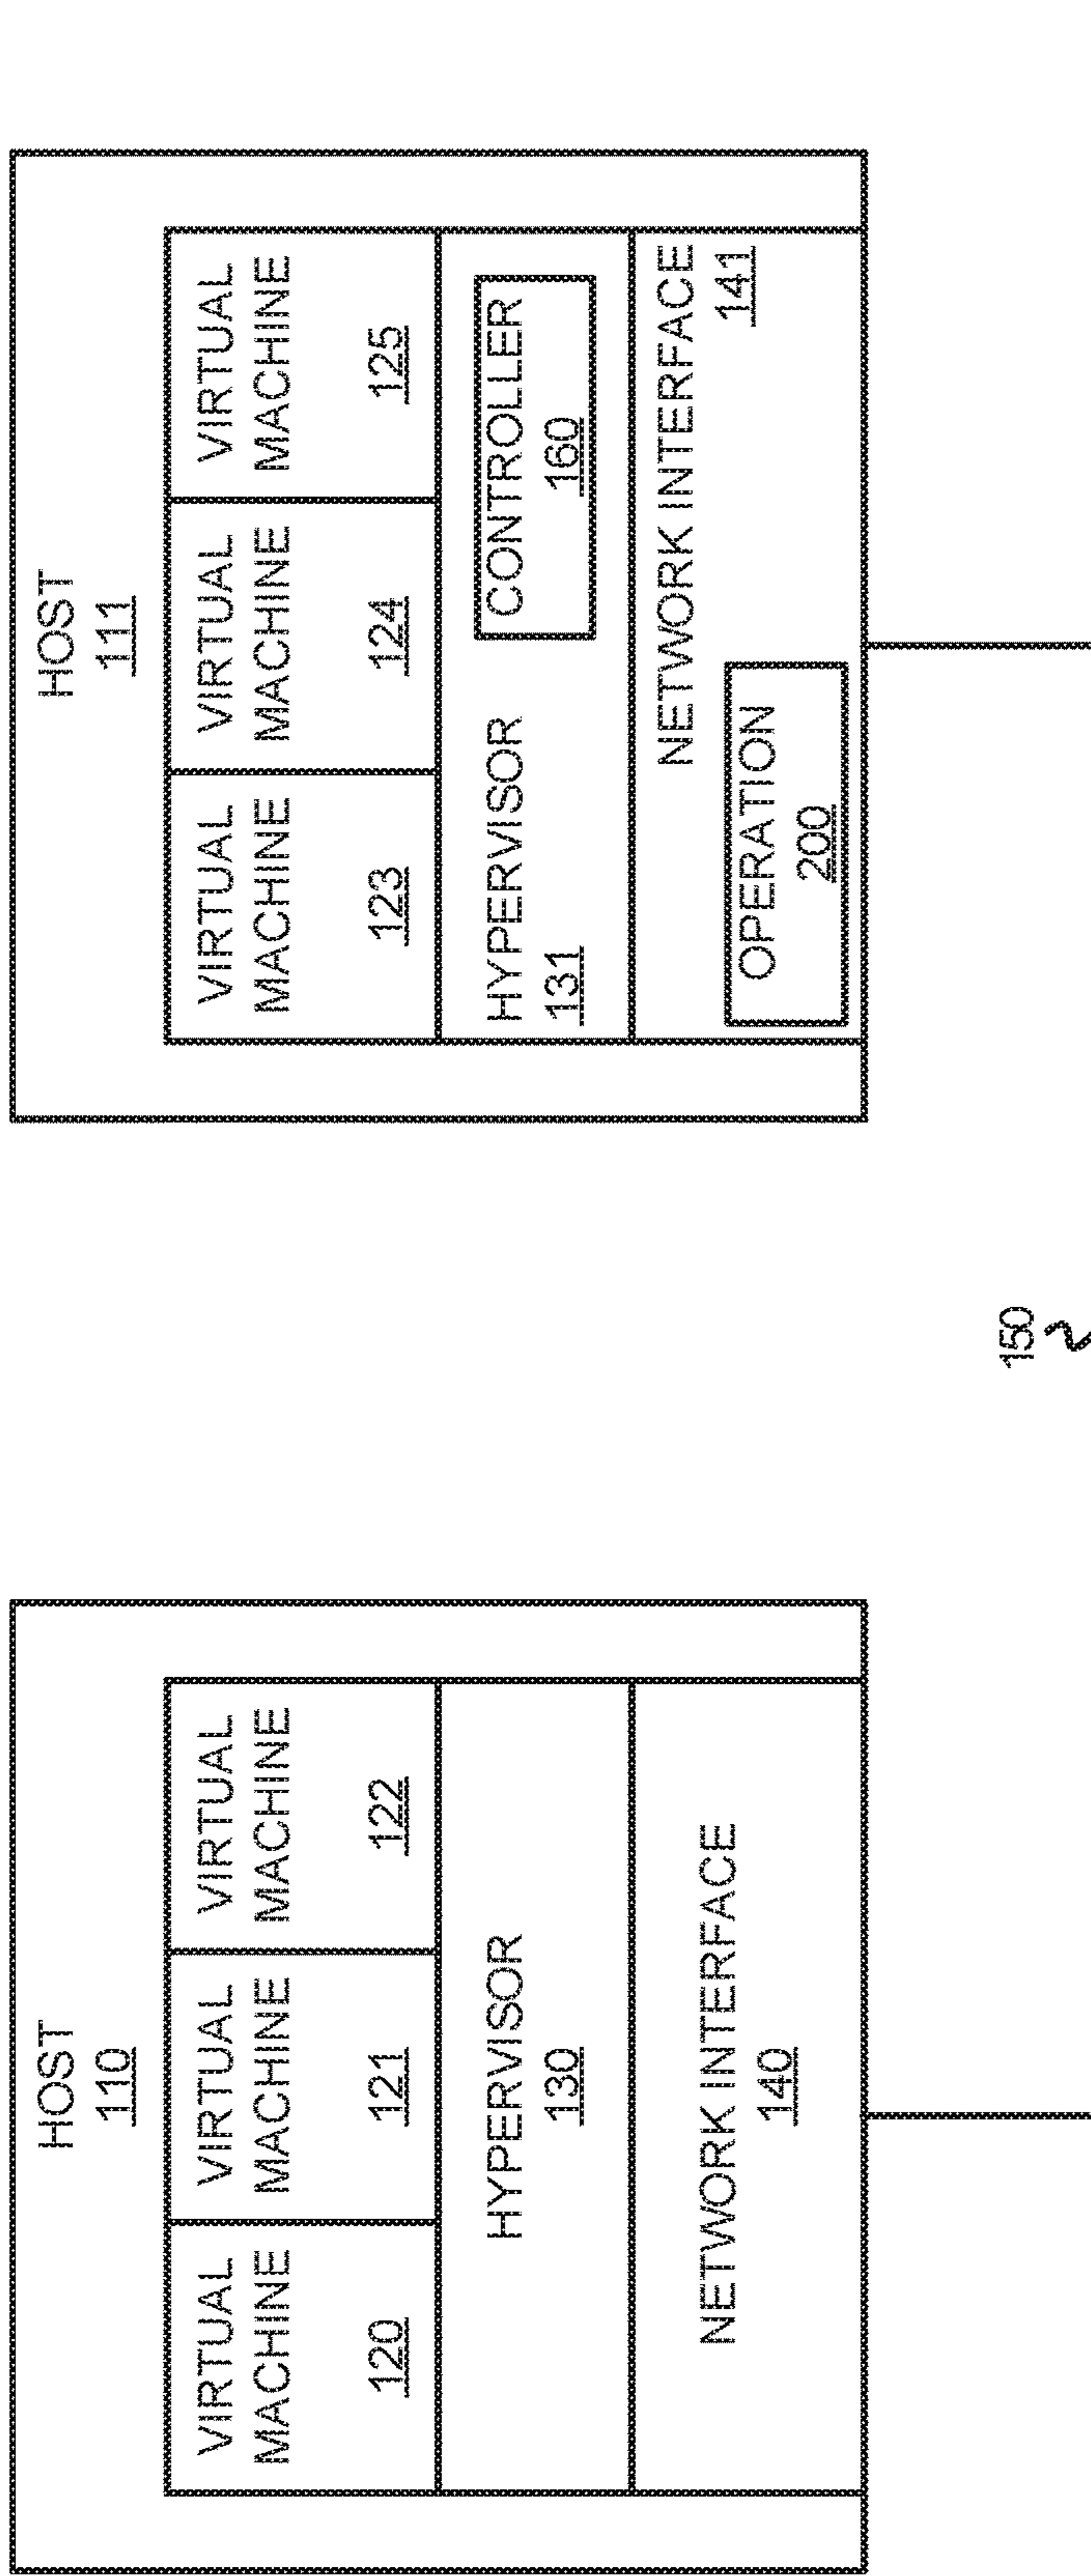 HOST
110
VIRTUAL
MACHINE
120
VIRTUAL
MACHINE
121
VIRTUAL
MACHINE
122
HYPERVISOR
130
NETWORK INTERFACE
140
150
HOST
111
VIRTUAL
MACHINE
123
VIRTUAL
MACHINE
124
VIRTUAL
MACHINE
125
HYPERVISOR
131
CONTROLLER
160
NETWORK INTERFACE
141
OPERATION
200